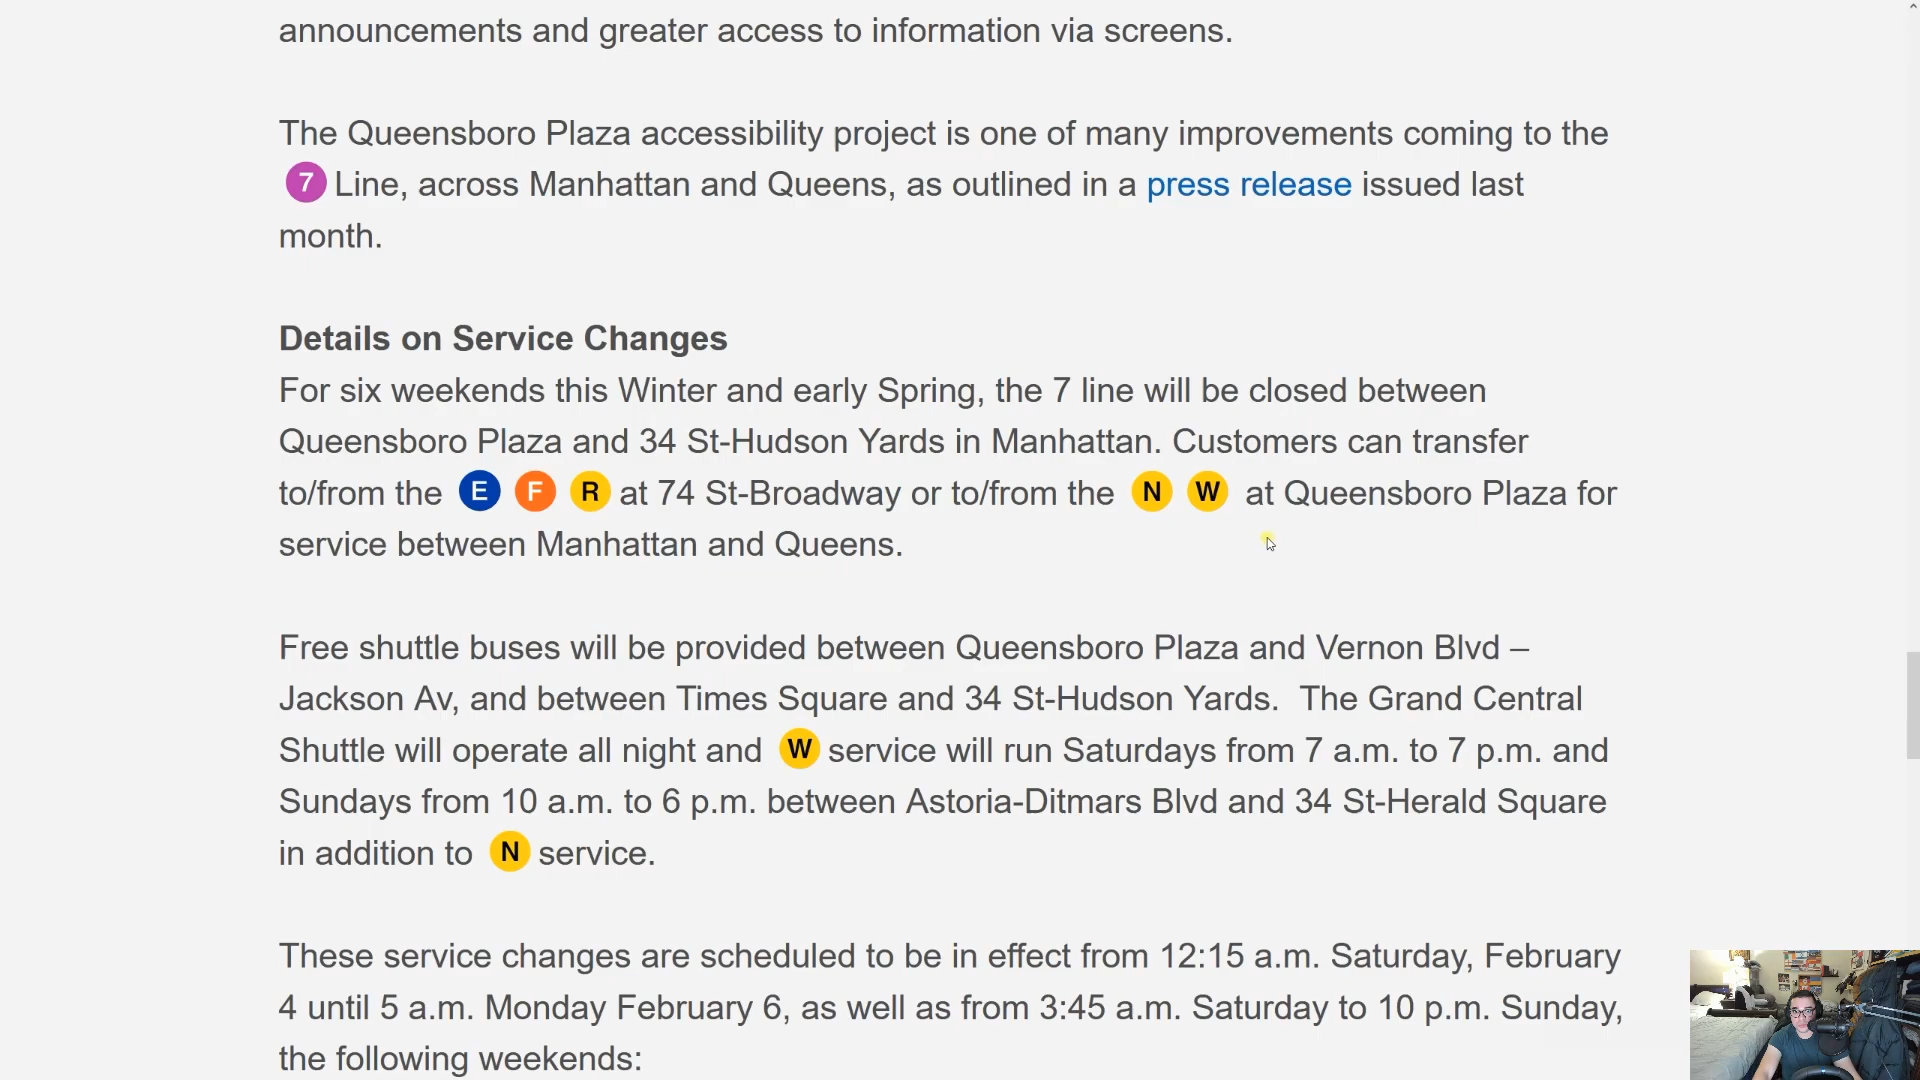 announcements and greater access to information via screens.
The Queensboro Plaza accessibility project is one of many improvements coming to the
7 Line, across Manhattan and Queens, as outlined in a press release issued last
month.
Details on Service Changes
For six weekends this Winter and early Spring, the 7 line will be closed between
Queensboro Plaza and 34 St-Hudson Yards in Manhattan. Customers can transfer
to/from the E F R at 74 St-Broadway or to/from the N W at Queensboro Plaza for
service between Manhattan and Queens.
Free shuttle buses will be provided between Queensboro Plaza and Vernon Blvd –
Jackson Av, and between Times Square and 34 St-Hudson Yards.  The Grand Central
Shuttle will operate all night and W service will run Saturdays from 7 a.m. to 7 p.m. and
Sundays from 10 a.m. to 6 p.m. between Astoria-Ditmars Blvd and 34 St-Herald Square
in addition to N service.
These service changes are scheduled to be in effect from 12:15 a.m. Saturday, February
4 until 5 a.m. Monday February 6, as well as from 3:45 a.m. Saturday to 10 p.m. Sunday,
the following weekends: